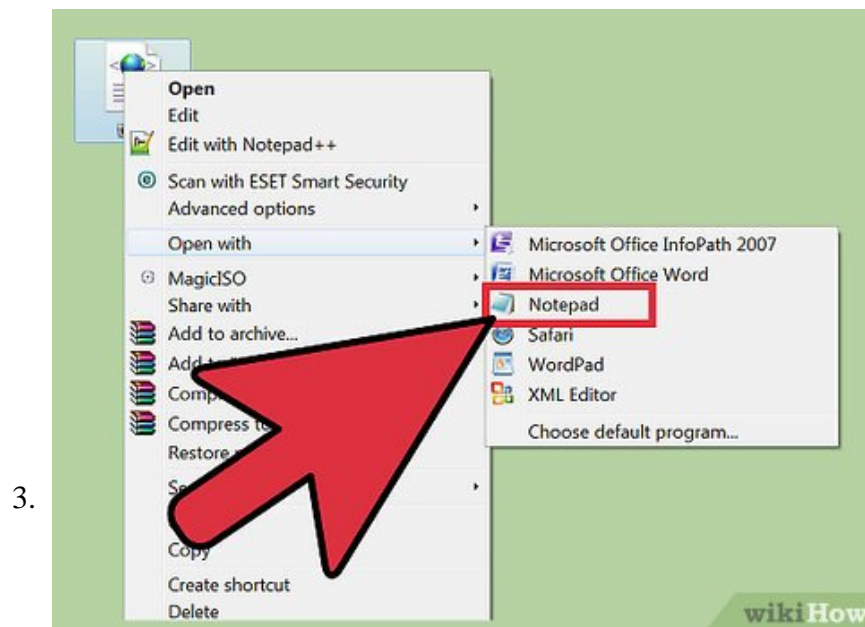 Open
Edit
Edit with Notepad++
Scan with ESET Smart Security
Advanced options
Open with
MagicISO
Share with
Add to archive...
Add
Compress to
Restore
Copy
Create shortcut
Delete
Microsoft Office InfoPath 2007
Microsoft Office Word
Notepad
Safari
WordPad
XML Editor
Choose default program...
3.
wikiHow